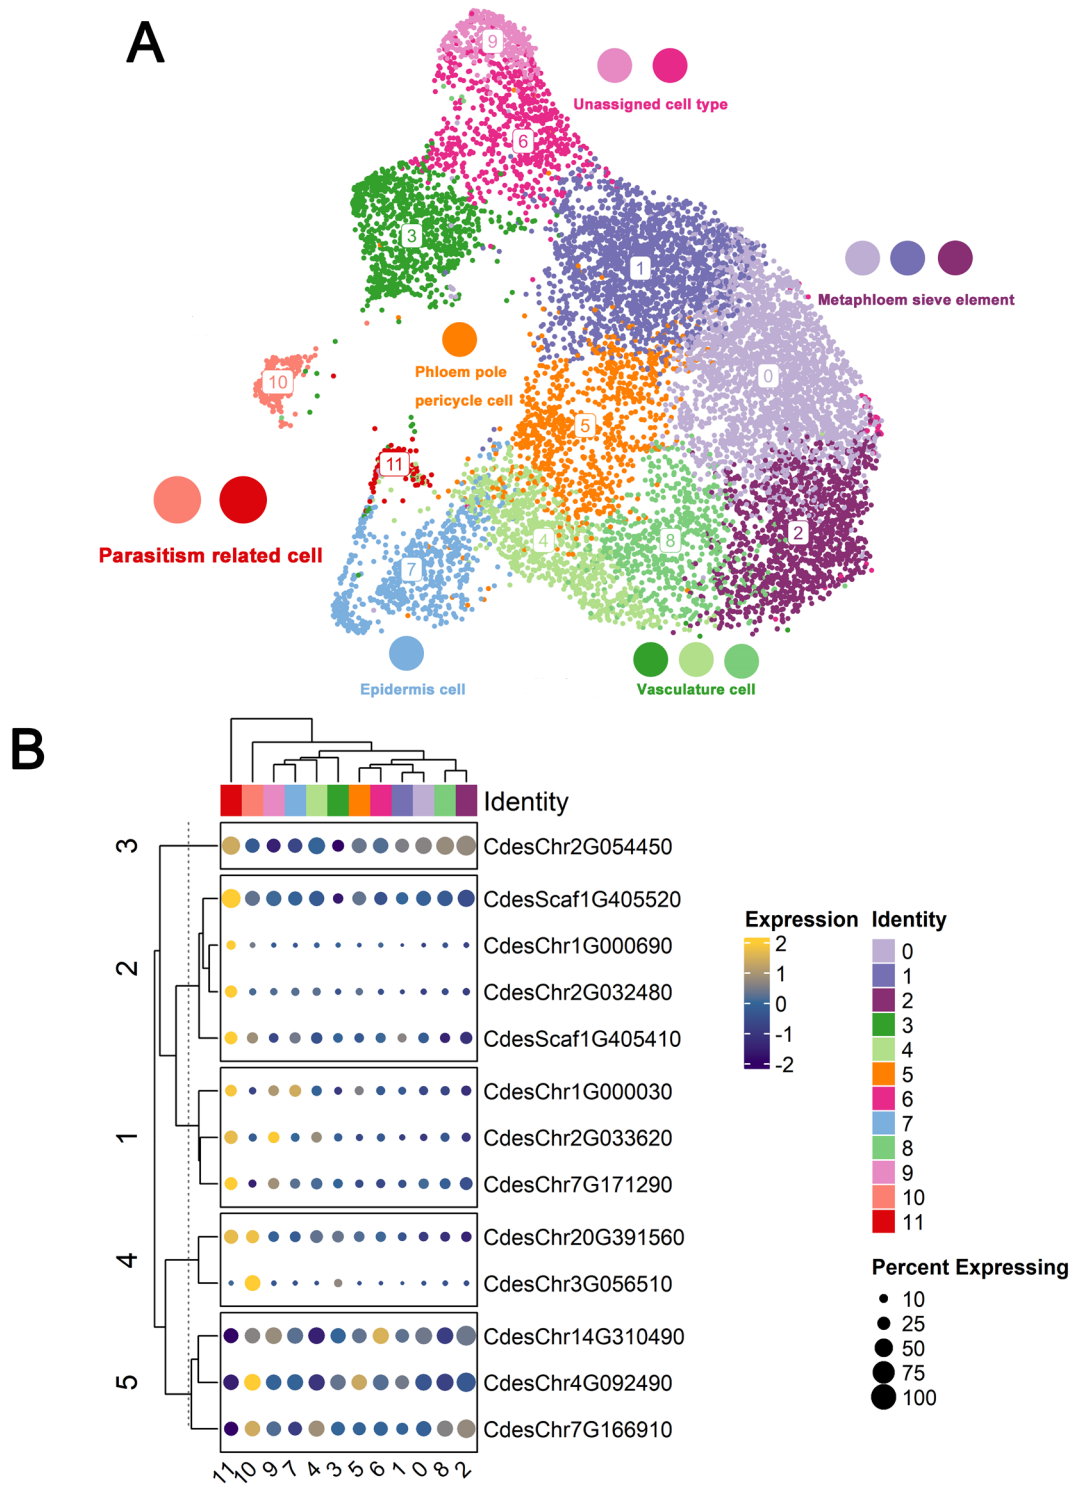 A
9
Unassigned cell type
6
3
1
Metaphloem sieve element
Phloem pole
pericycle cell
10
0
5
11
Parasitism related cell
4
8
2
7
Epidermis cell
Vasculature cell
B
Identity
3
CdesChr2G054450
2
CdesScaf1G405520
CdesChr1G000690
CdesChr2G032480
CdesScaf1G405410
1
CdesChr1G000030
CdesChr2G033620
CdesChr7G171290
4
CdesChr20G391560
CdesChr3G056510
5
CdesChr14G310490
CdesChr4G092490
CdesChr7G166910
11 10 9 7 4 3 5 6 1 0 8 2
Expression
2
1
0
-1
-2
Identity
0
1
2
3
4
5
6
7
8
9
10
11
Percent Expressing
10
25
50
75
100